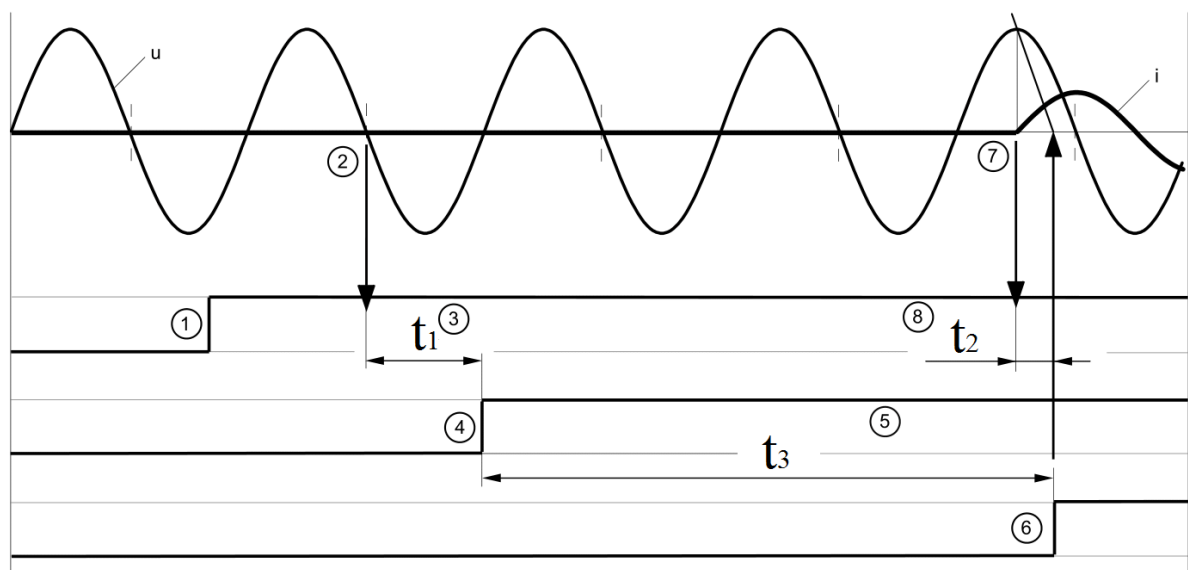 u
i
②
⑦
①
③
⑧
t₁
t₂
④
⑤
t₃
⑥